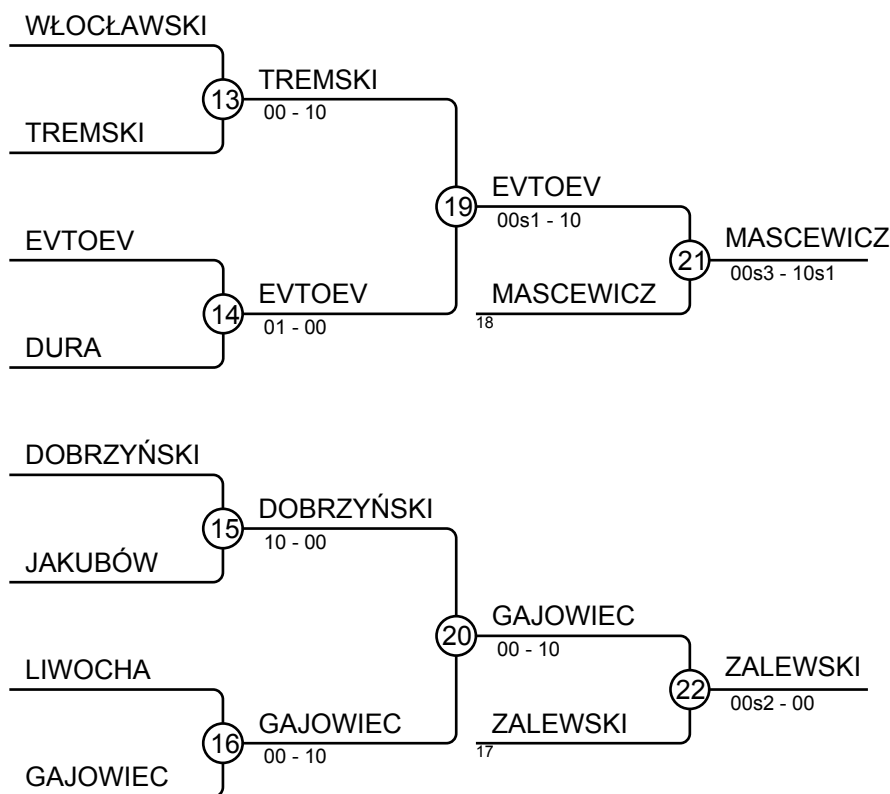 WŁOCŁAWSKI
13
TREMSKI
00 - 10
TREMSKI
19
EVTOEV
00s1 - 10
EVTOEV
14
EVTOEV
01 - 00
DURA
21
MASCEWICZ
00s3 - 10s1
MASCEWICZ
18
DOBRZYŃSKI
15
DOBRZYŃSKI
10 - 00
JAKUBÓW
20
GAJOWIEC
00 - 10
LIWOCHA
16
GAJOWIEC
00 - 10
GAJOWIEC
22
ZALEWSKI
00s2 - 00
ZALEWSKI
17